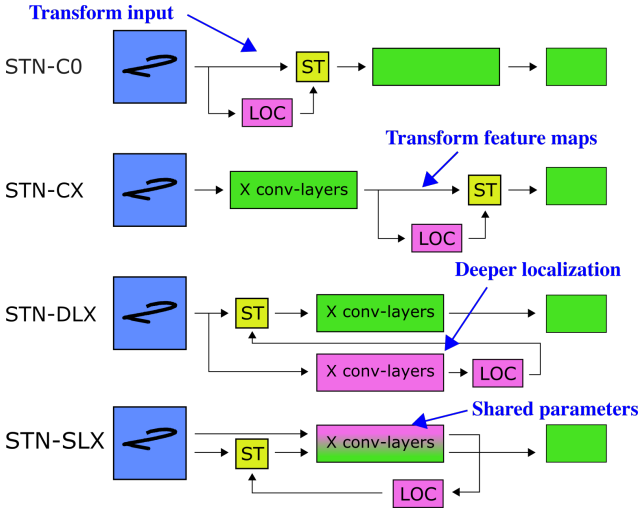 Transform input
STN-C0
ST
LOC
Transform feature maps
STN-CX
X conv-layers
ST
LOC
Deeper localization
STN-DLX
ST
X conv-layers
X conv-layers
LOC
Shared parameters
STN-SLX
ST
X conv-layers
LOC